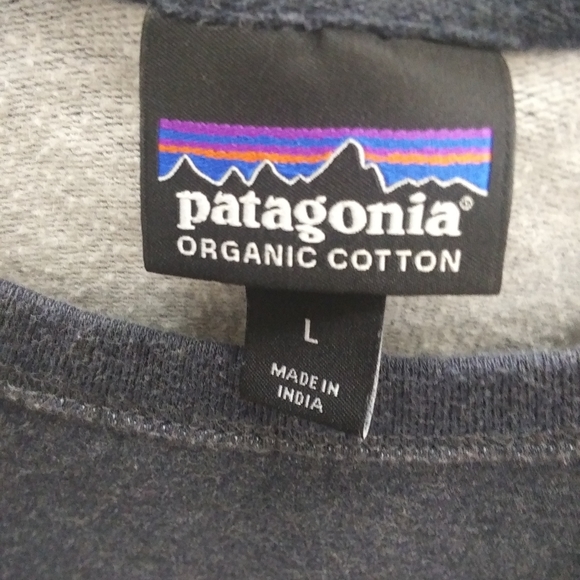 patagonia®
ORGANIC COTTON
L
MADE IN
INDIA